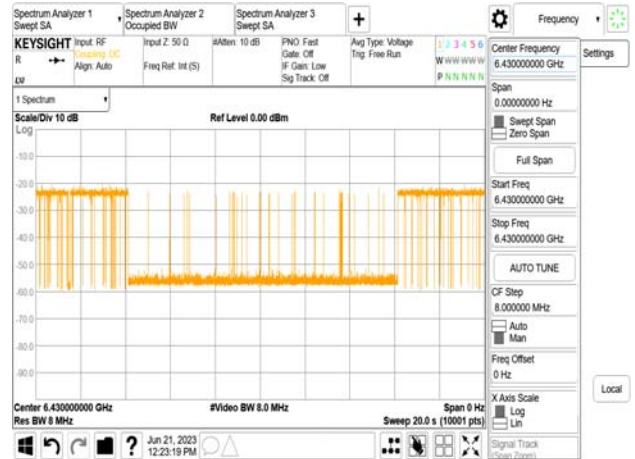 Spectrum Analyzer 1
Swept SA
Spectrum Analyzer 2
Occupied BW
Spectrum Analyzer 3
Swept SA
+
Frequency
KEYSIGHT
R
Input: RF
Coupling: DC
Align: Auto
Input Z: 50 Ω
Freq Ref: Int (S)
#Atten: 10 dB
PNO: Fast
Gate: Off
IF Gain: Low
Sig Track: Off
Avg Type: Voltage
Trig: Free Run
1 2 3 4 5 6
W W W W W W
P N N N N N
1 Spectrum
Scale/Div 10 dB
Ref Level 0.00 dBm
Log
-10.0
-20.0
-30.0
-40.0
-50.0
-60.0
-70.0
-80.0
-90.0
Center 6.430000000 GHz
#Video BW 8.0 MHz
Span 0 Hz
Res BW 8 MHz
Sweep 20.0 s (10001 pts)
?
Jun 21, 2023
12:23:19 PM
Center Frequency
6.430000000 GHz
Settings
Span
0.00000000 Hz
Swept Span
Zero Span
Full Span
Start Freq
6.430000000 GHz
Stop Freq
6.430000000 GHz
AUTO TUNE
CF Step
8.000000 MHz
Auto
Man
Freq Offset
0 Hz
X Axis Scale
Log
Lin
Local
Signal Track
(Span Zoom)